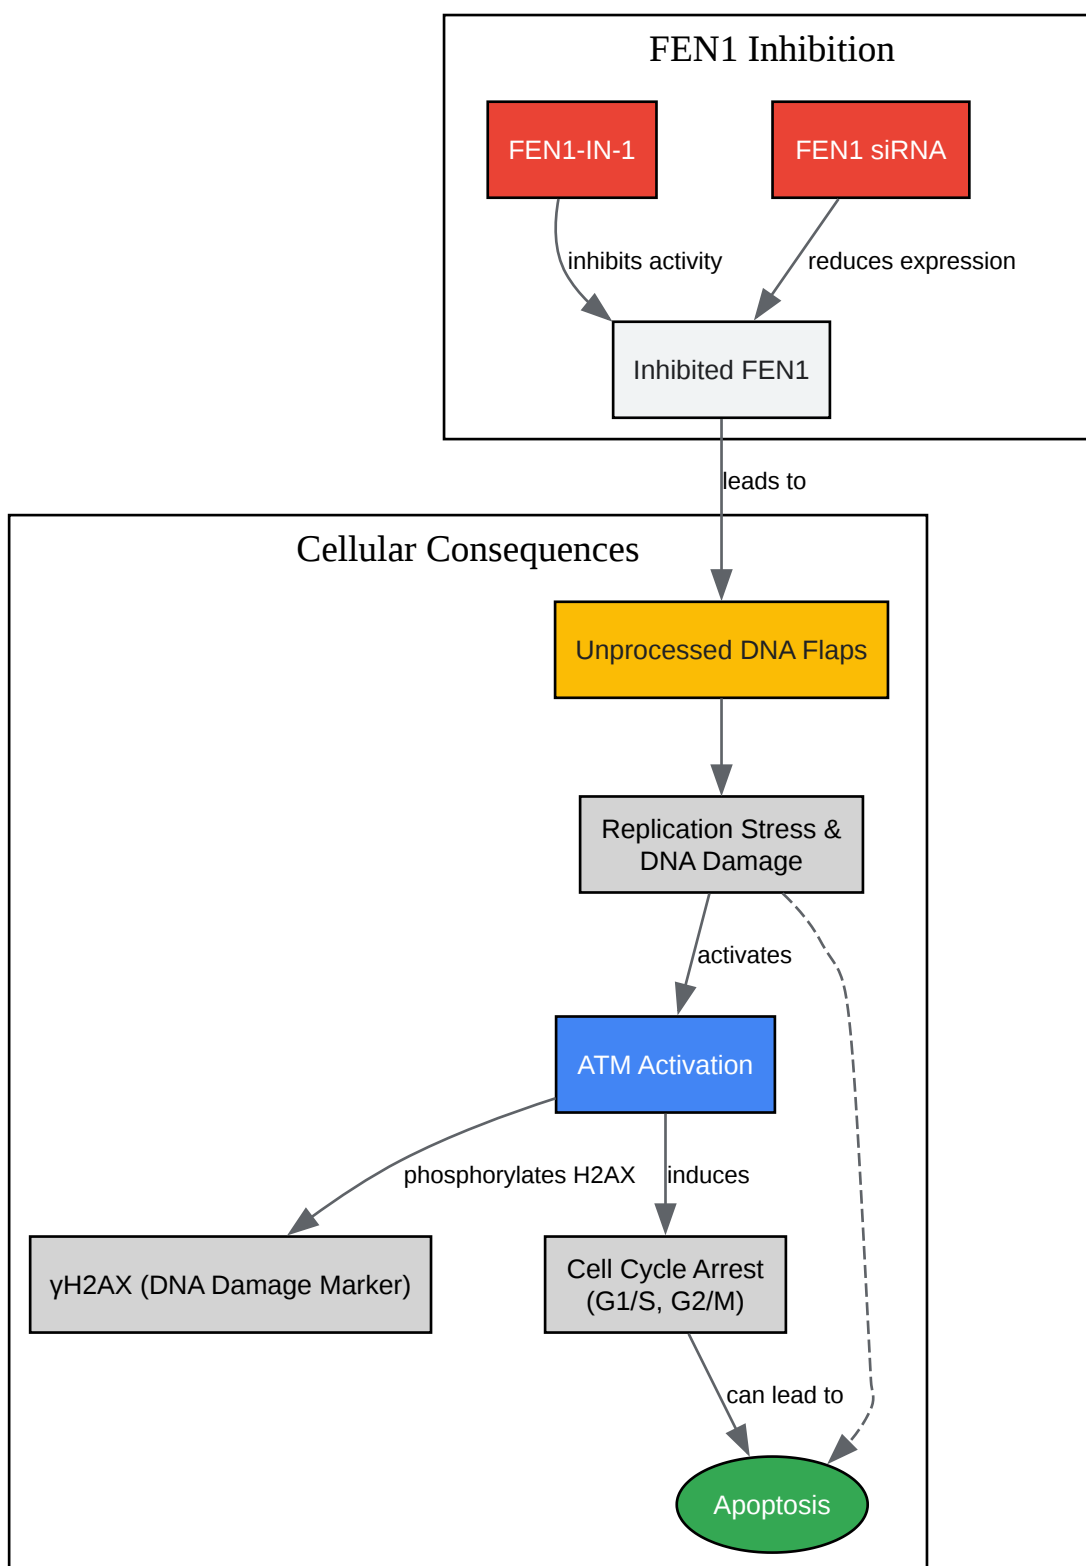 FEN1 Inhibition
FEN1-IN-1
FEN1 siRNA
inhibits activity
reduces expression
Inhibited FEN1
leads to
Cellular Consequences
Unprocessed DNA Flaps
Replication Stress &
DNA Damage
activates
ATM Activation
phosphorylates H2AX
induces
γH2AX (DNA Damage Marker)
Cell Cycle Arrest
(G1/S, G2/M)
can lead to
Apoptosis